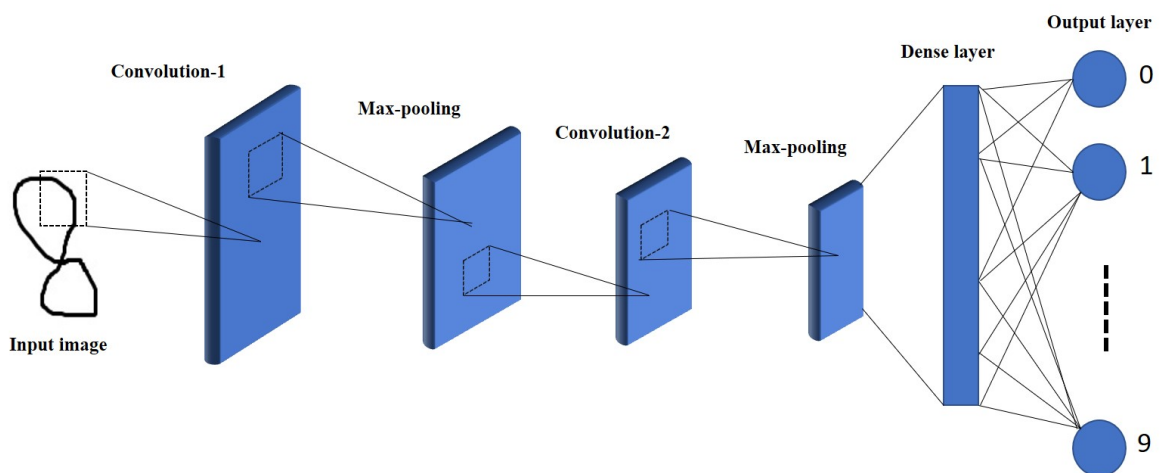 Output layer
Dense layer
Convolution-1
Max-pooling
Convolution-2
Max-pooling
Input image
0
1
9